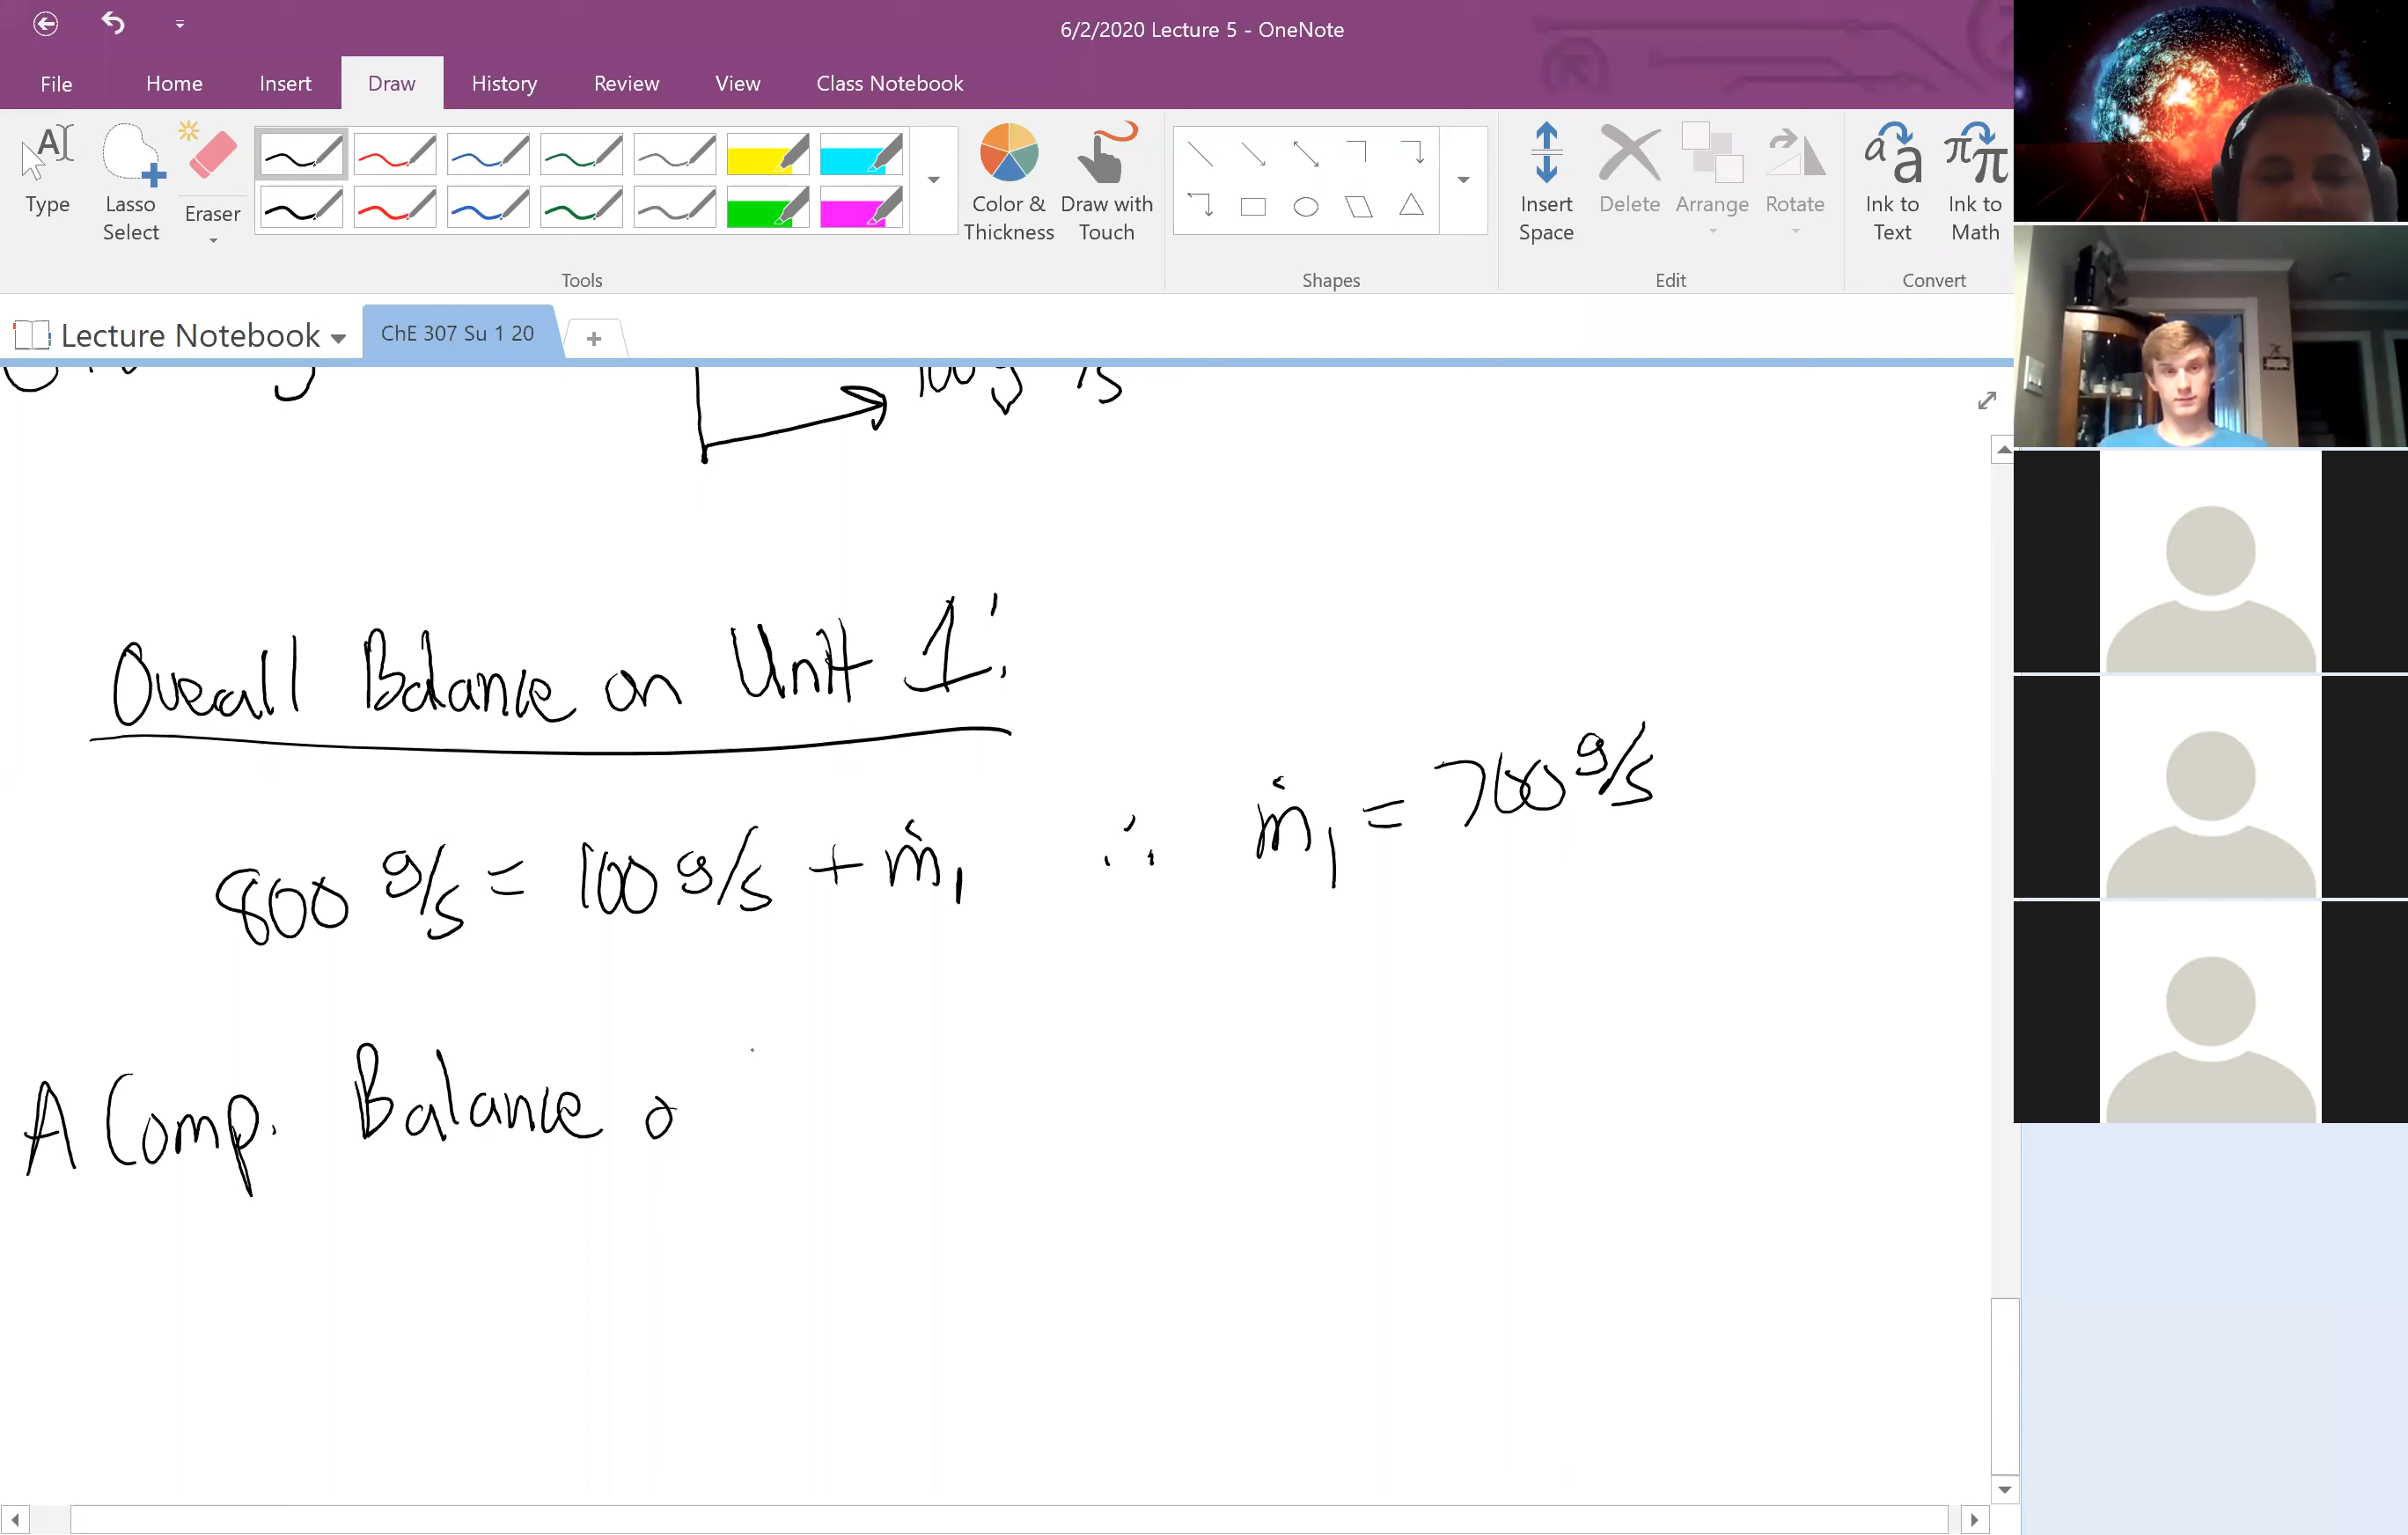 6/2/2020 Lecture 5 - OneNote
File Home Insert Draw History Review View Class Notebook
Type
Lasso Select
Eraser
Color & Thickness
Draw with Touch
Insert Space
Delete
Arrange
Rotate
Ink to Text
Ink to Math
Tools Shapes Edit Convert
Lecture Notebook ChE 307 Su 1 20
Overall Balance on Unit 1:
800 g/s = 100 g/s + ṁ₁ ∴ ṁ₁ = 700 g/s
A Comp. Balance o